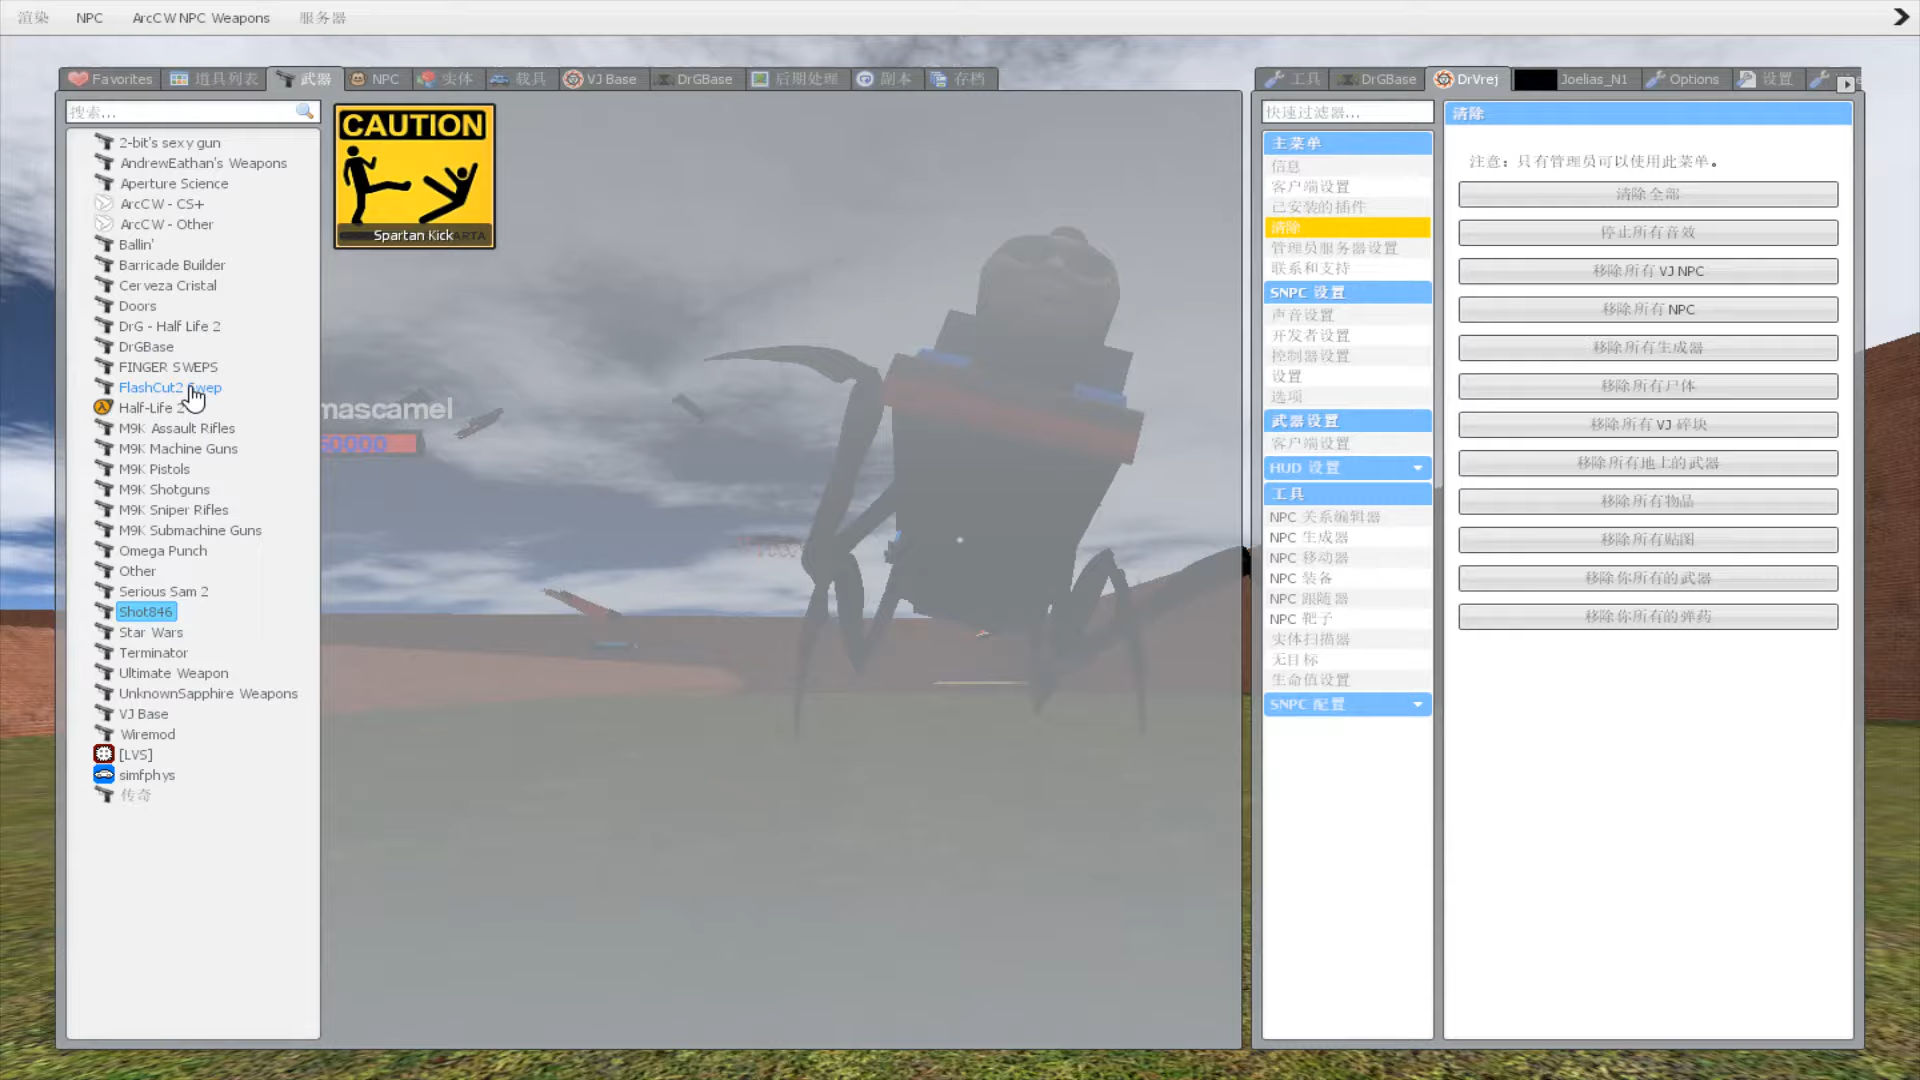 渲染 NPC ArcCW NPC Weapons 服务器
Favorites 道具列表 武器 NPC 实体 载具 VJ Base DrGBase 后期处理 副本 存档
工具 DrGBase DrVrej Joelias_N1 Options 设置
搜索...
2-bit's sexy gun
AndrewEathan's Weapons
Aperture Science
ArcCW - CS+
ArcCW - Other
Ballin'
Barricade Builder
Cerveza Cristal
Doors
DrG - Half Life 2
DrGBase
FINGER SWEPS
FlashCut2 Swep
Half-Life 2
M9K Assault Rifles
M9K Machine Guns
M9K Pistols
M9K Shotguns
M9K Sniper Rifles
M9K Submachine Guns
Omega Punch
Other
Serious Sam 2
Shot846
Star Wars
Terminator
Ultimate Weapon
UnknownSapphire Weapons
VJ Base
Wiremod
[LVS]
simfphys
传奇
CAUTION
Spartan Kick
mascamel
快速过滤器...
主菜单
信息
客户端设置
已安装的插件
清除
管理员服务器设置
联系和支持
SNPC 设置
声音设置
开发者设置
控制器设置
设置
选项
武器设置
客户端设置
HUD 设置
工具
NPC 关系编辑器
NPC 生成器
NPC 移动器
NPC 装备
NPC 跟随器
NPC 靶子
实体扫描器
无目标
生命值设置
SNPC 配置
清除
注意：只有管理员可以使用此菜单。
清除全部
停止所有音效
移除所有 VJ NPC
移除所有 NPC
移除所有生成器
移除所有尸体
移除所有 VJ 碎块
移除所有地上的武器
移除所有物品
移除所有贴图
移除你所有的武器
移除你所有的弹药